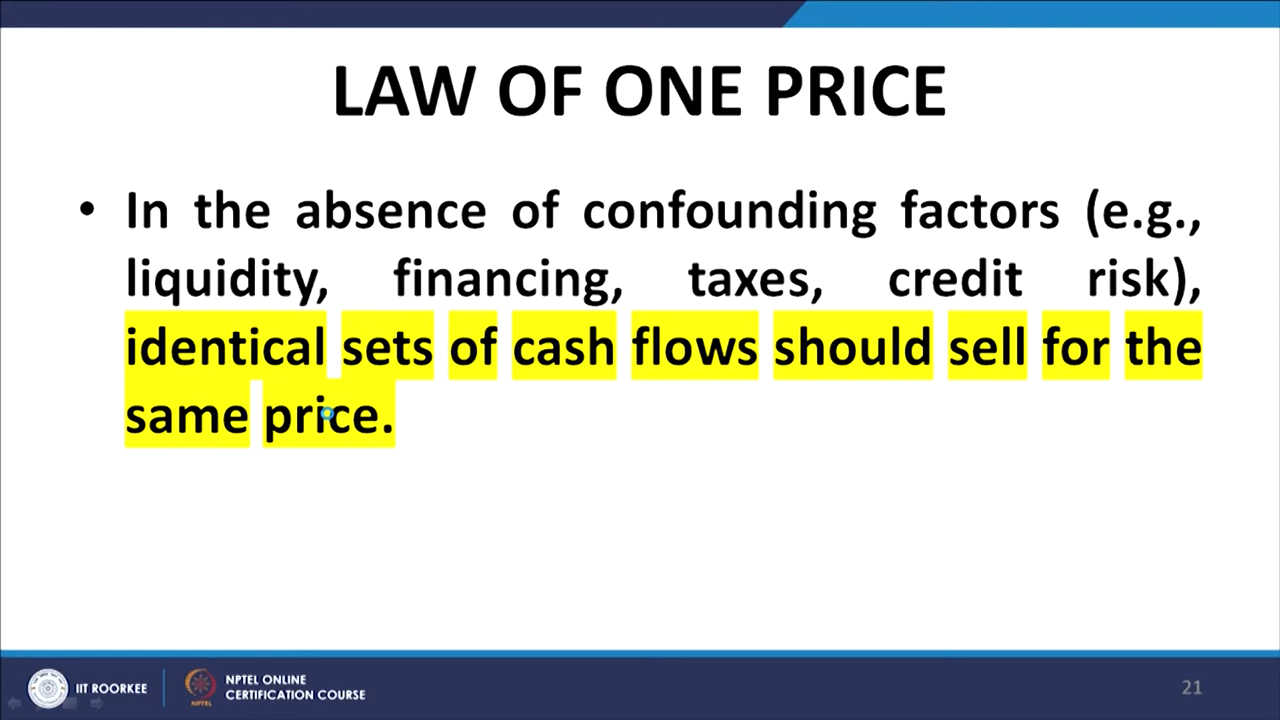 LAW OF ONE PRICE
• In the absence of confounding factors (e.g.,
liquidity, financing, taxes, credit risk),
identical sets of cash flows should sell for the
same price.
IIT ROORKEE
NPTEL
NPTEL ONLINE
CERTIFICATION COURSE
21